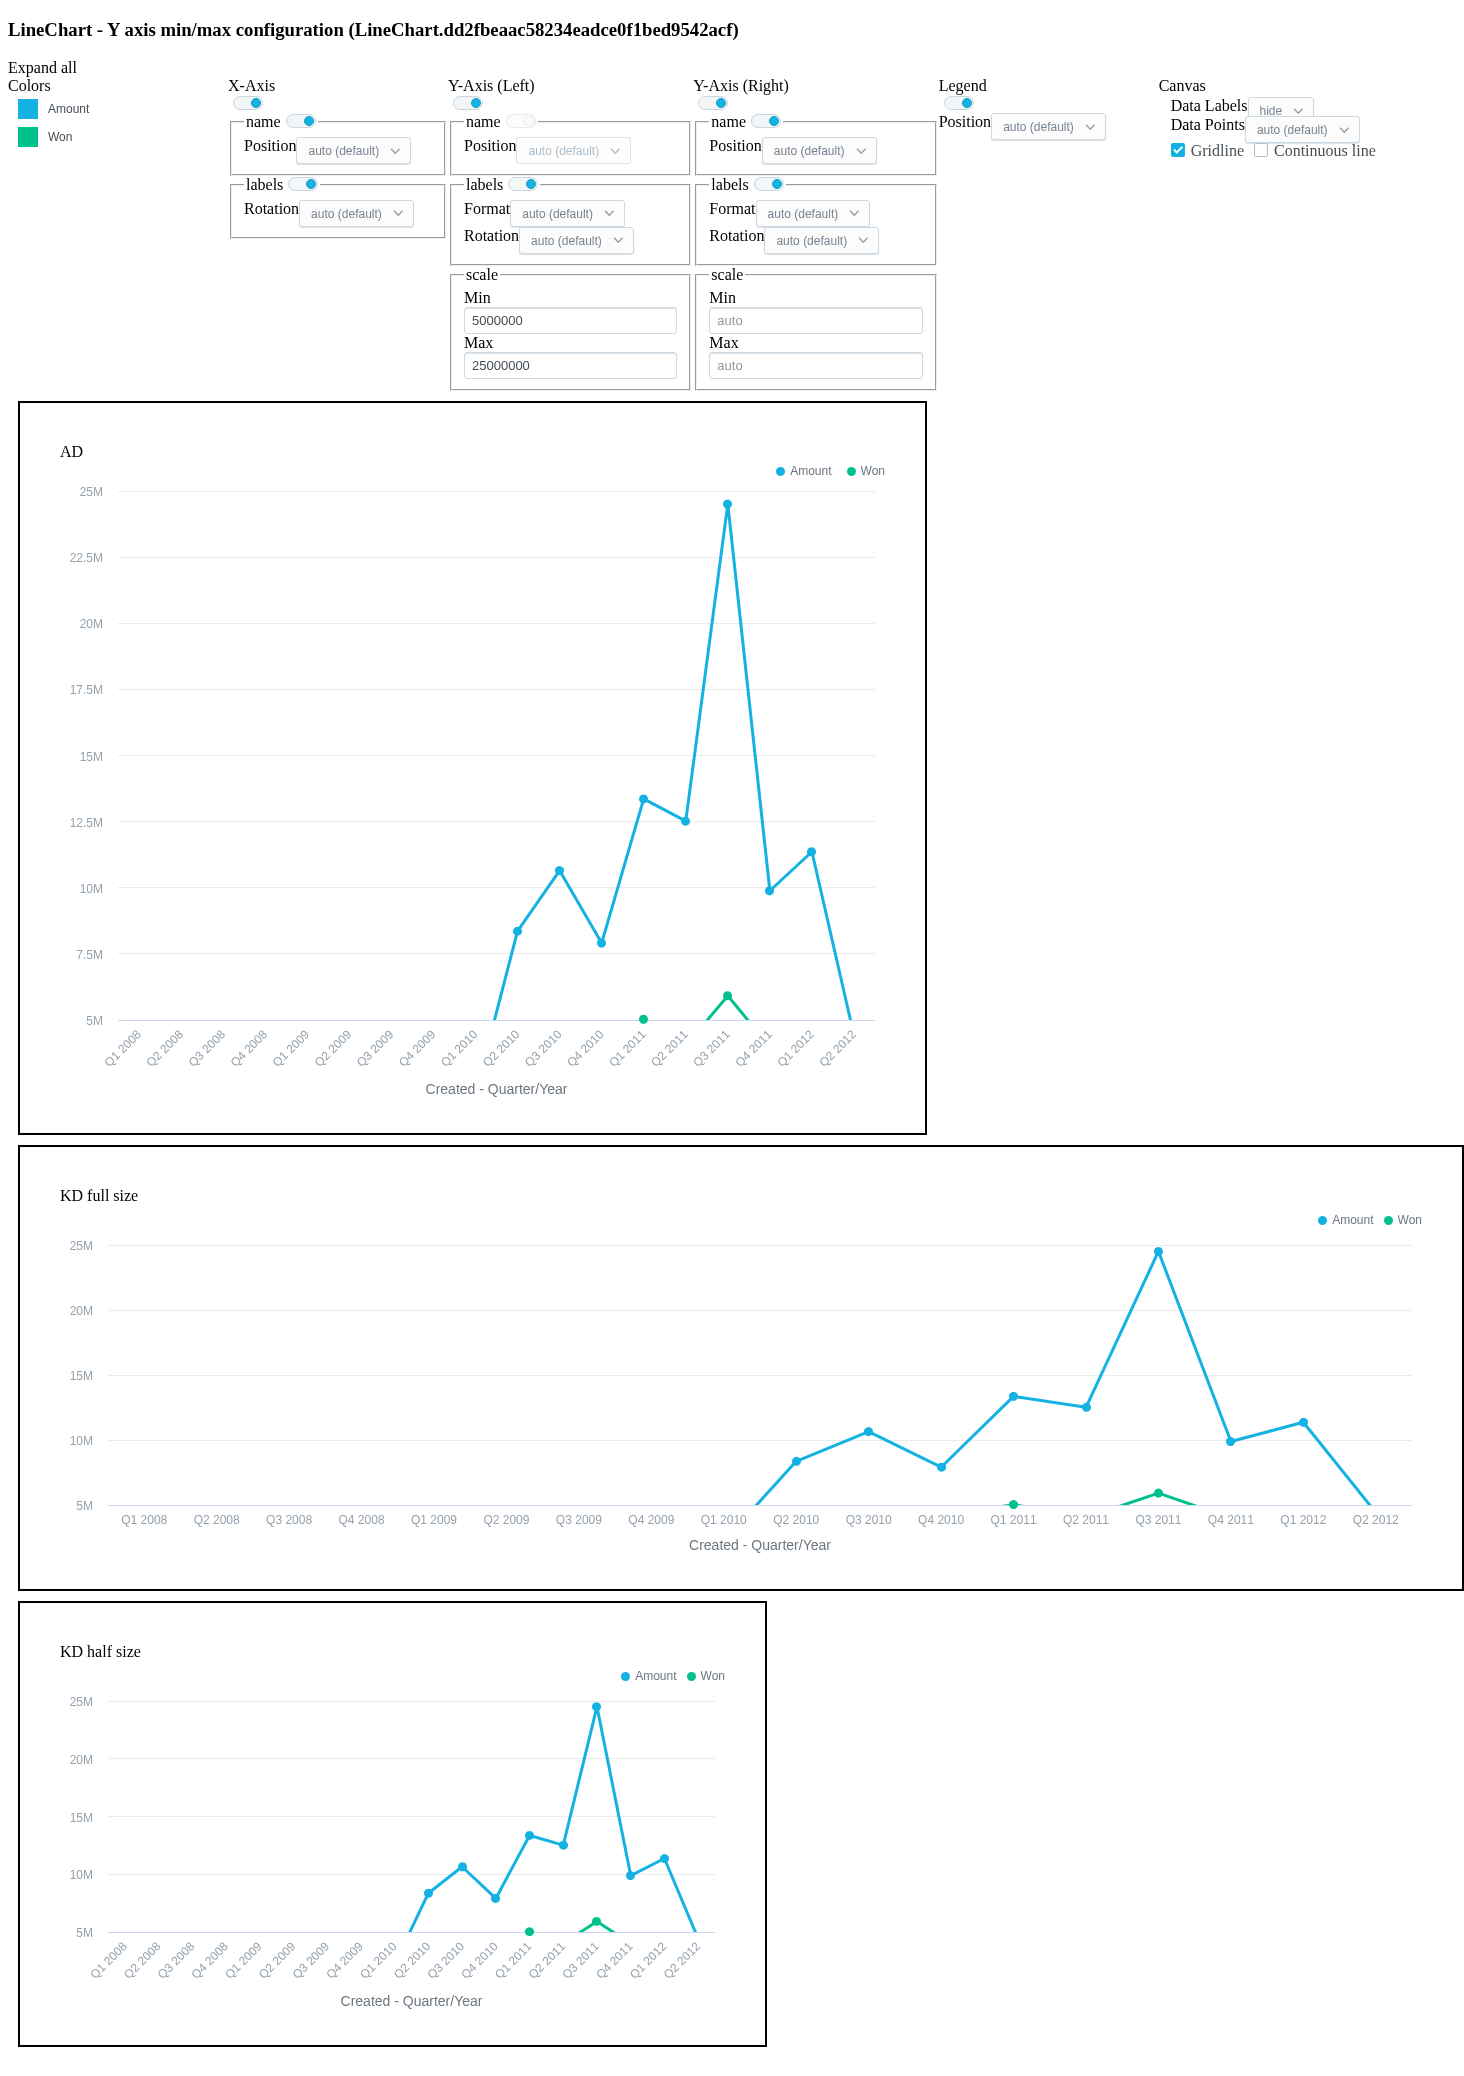 LineChart - Y axis min/max configuration (LineChart.dd2fbeaac58234eadce0f1bed9542acf)
Expand all
Colors
Amount
Won
X-Axis
name
Position auto (default)
labels
Rotation auto (default)
Y-Axis (Left)
name
Position auto (default)
labels
Format auto (default)
Rotation auto (default)
scale
Min
5000000
Max
25000000
Y-Axis (Right)
name
Position auto (default)
labels
Format auto (default)
Rotation auto (default)
scale
Min
auto
Max
auto
Legend
Position auto (default)
Canvas
Data Labels hide
Data Points auto (default)
Gridline Continuous line
AD
Amount Won
25M
22.5M
20M
17.5M
15M
12.5M
10M
7.5M
5M
Q1 2008 Q2 2008 Q3 2008 Q4 2008 Q1 2009 Q2 2009 Q3 2009 Q4 2009 Q1 2010 Q2 2010 Q3 2010 Q4 2010 Q1 2011 Q2 2011 Q3 2011 Q4 2011 Q1 2012 Q2 2012
Created - Quarter/Year
KD full size
Amount Won
25M
20M
15M
10M
5M
Q1 2008 Q2 2008 Q3 2008 Q4 2008 Q1 2009 Q2 2009 Q3 2009 Q4 2009 Q1 2010 Q2 2010 Q3 2010 Q4 2010 Q1 2011 Q2 2011 Q3 2011 Q4 2011 Q1 2012 Q2 2012
Created - Quarter/Year
KD half size
Amount Won
25M
20M
15M
10M
5M
Q1 2008 Q2 2008 Q3 2008 Q4 2008 Q1 2009 Q2 2009 Q3 2009 Q4 2009 Q1 2010 Q2 2010 Q3 2010 Q4 2010 Q1 2011 Q2 2011 Q3 2011 Q4 2011 Q1 2012 Q2 2012
Created - Quarter/Year